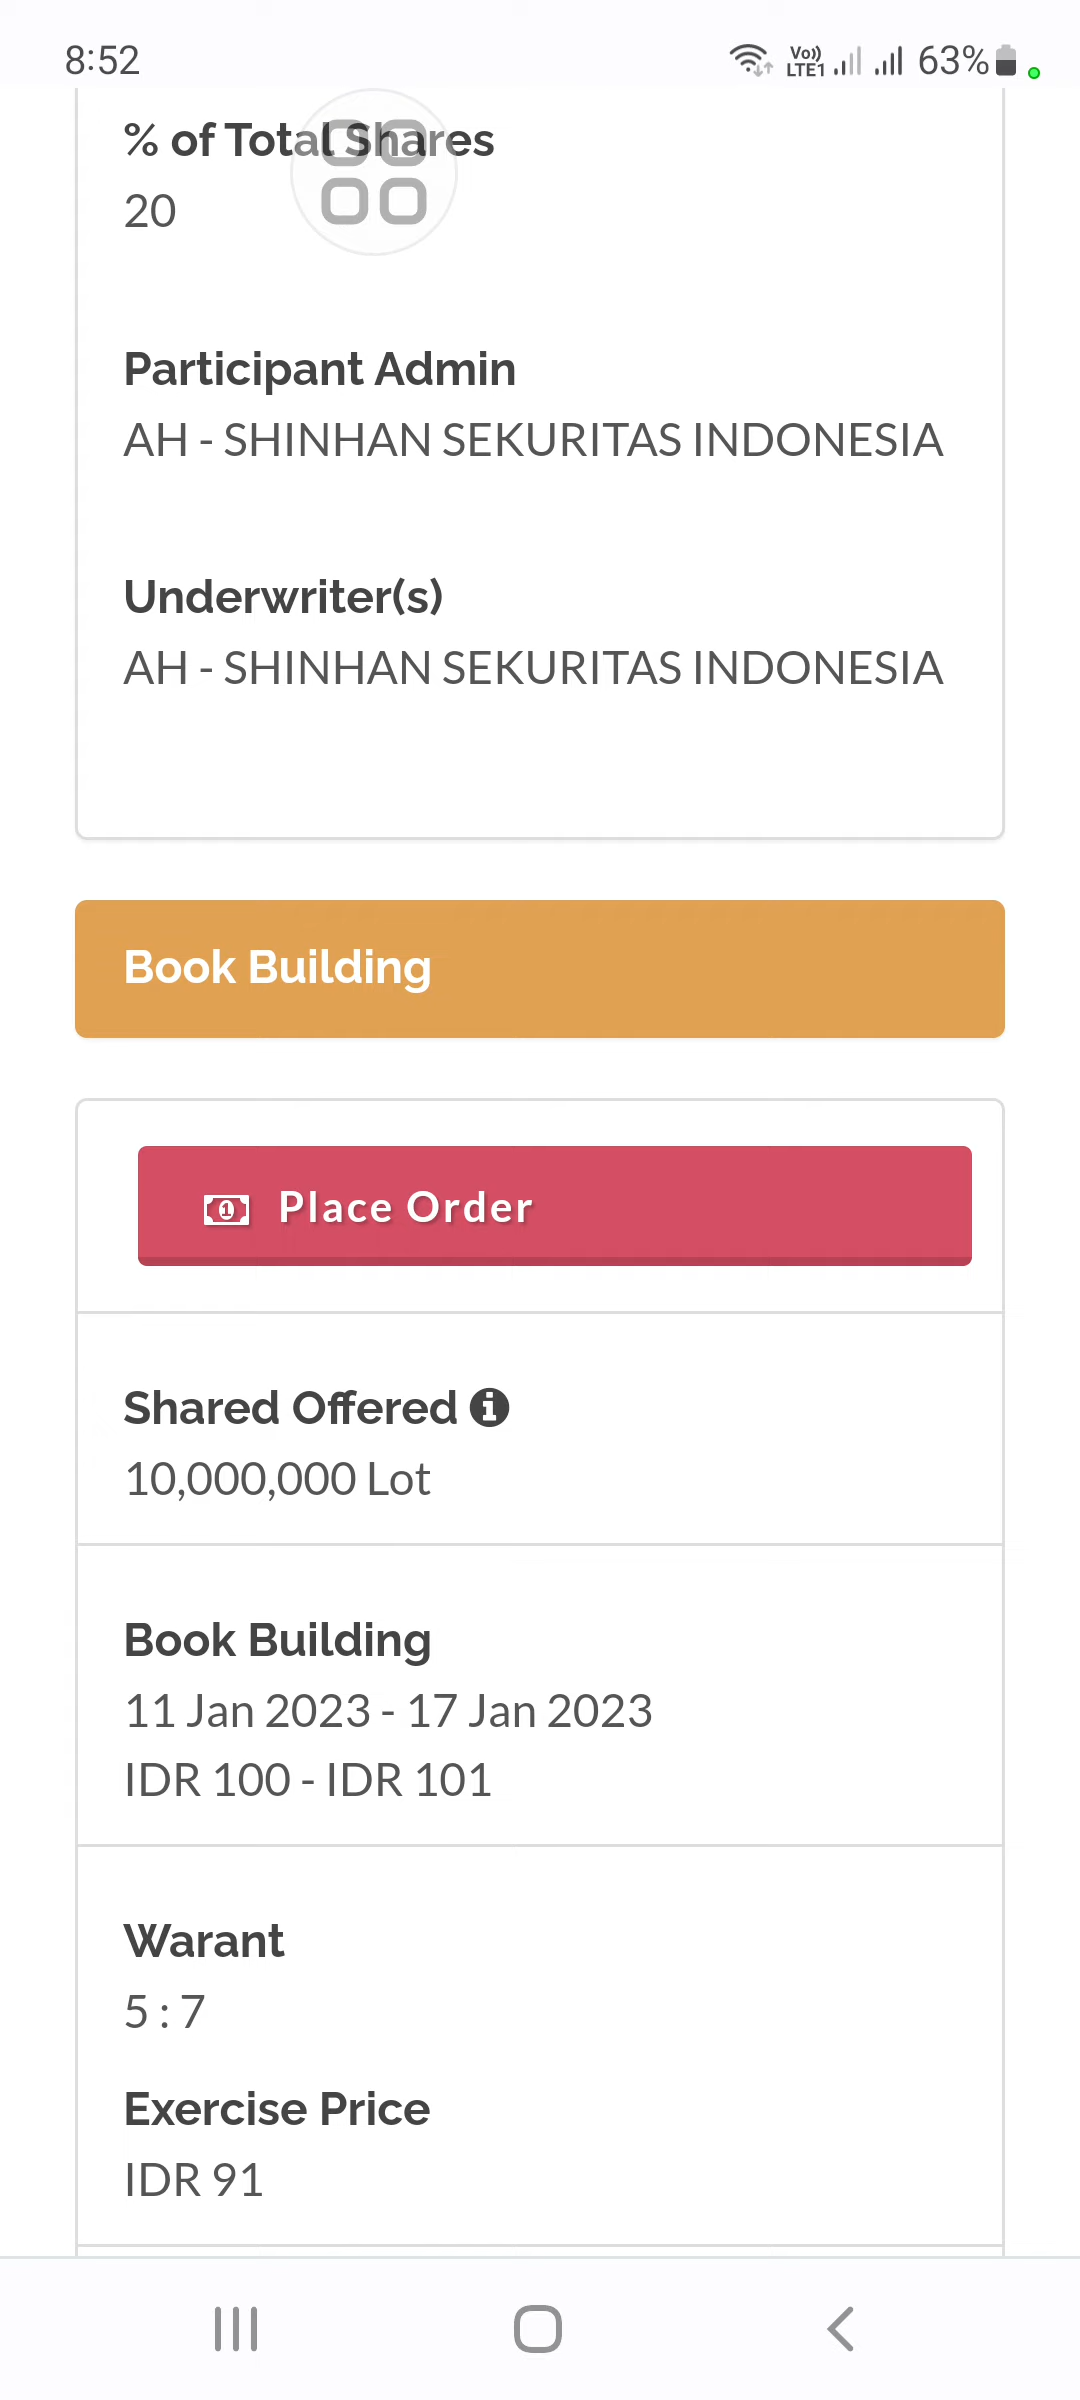 8:52
Vo))
LTE1
63%
% of Total Shares
20
Participant Admin
AH - SHINHAN SEKURITAS INDONESIA
Underwriter(s)
AH - SHINHAN SEKURITAS INDONESIA
Book Building
Place Order
Shared Offered
10,000,000 Lot
Book Building
11 Jan 2023 - 17 Jan 2023
IDR 100 - IDR 101
Warant
5 : 7
Exercise Price
IDR 91